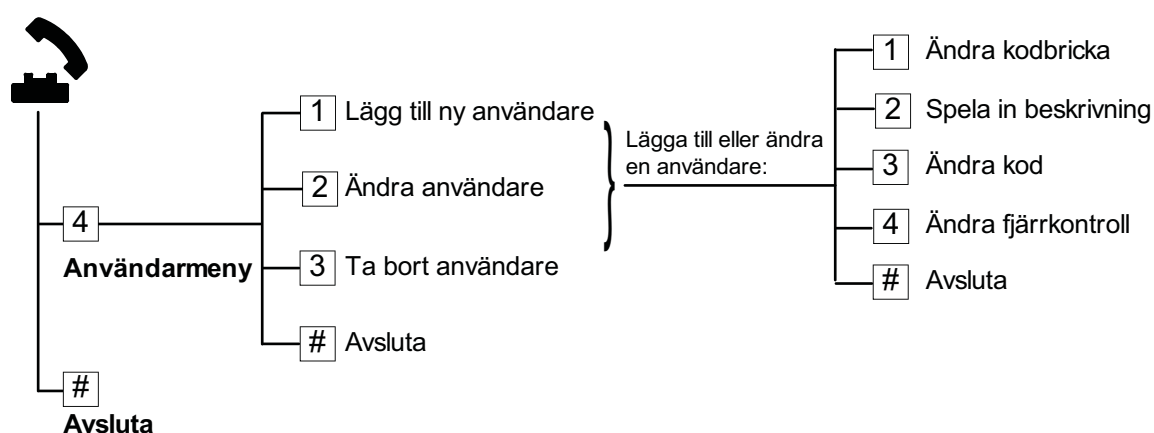 4
Användarmeny
#
Avsluta
1 Lägg till ny användare
2 Ändra användare
3 Ta bort användare
# Avsluta
Lägga till eller ändra
en användare:
1 Ändra kodbricka
2 Spela in beskrivning
3 Ändra kod
4 Ändra fjärrkontroll
# Avsluta